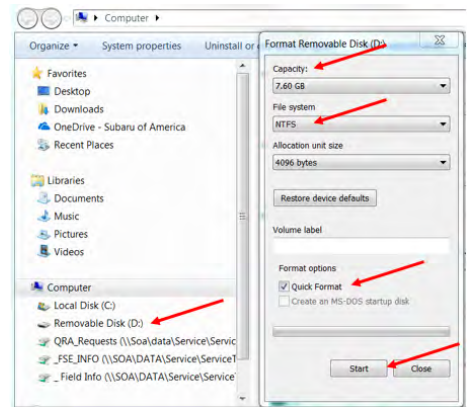 Computer
Organize
System properties
Uninstall or
Favorites
Desktop
Downloads
OneDrive - Subaru of America
Recent Places
Libraries
Documents
Music
Pictures
Videos
Computer
Local Disk (C:)
Removable Disk (D:)
QRA_Requests (\\Soa\data\Service\Servic
_FSE_INFO (\\SOA\DATA\Service\ServiceT
_ Field Info (\\SOA\DATA\Service\Service
Format Removable Disk (D:)
Capacity:
7.60 GB
File system
NTFS
Allocation unit size
4096 bytes
Restore device defaults
Volume label
Format options
Quick Format
Create an MS-DOS startup disk
Start
Close